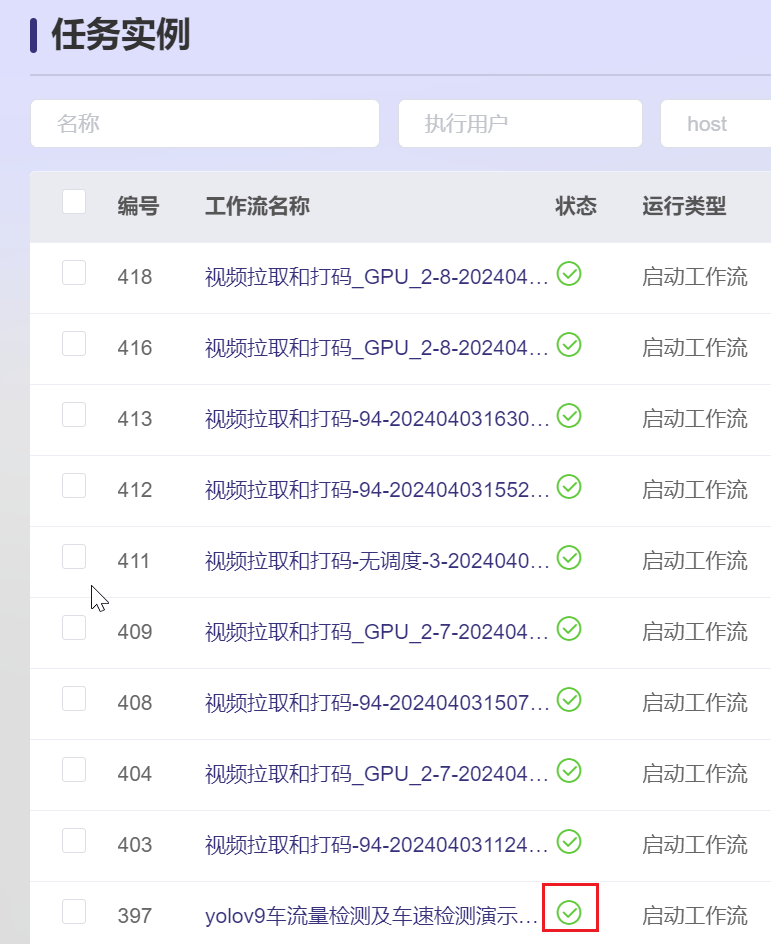 任务实例
名称 执行用户 host
编号 工作流名称 状态 运行类型
418 视频拉取和打码_GPU_2-8-202404... 启动工作流
416 视频拉取和打码_GPU_2-8-202404... 启动工作流
413 视频拉取和打码-94-202404031630... 启动工作流
412 视频拉取和打码-94-202404031552... 启动工作流
411 视频拉取和打码-无调度-3-2024040... 启动工作流
409 视频拉取和打码_GPU_2-7-202404... 启动工作流
408 视频拉取和打码-94-202404031507... 启动工作流
404 视频拉取和打码_GPU_2-7-202404... 启动工作流
403 视频拉取和打码-94-202404031124... 启动工作流
397 yolov9车流量检测及车速检测演示... 启动工作流